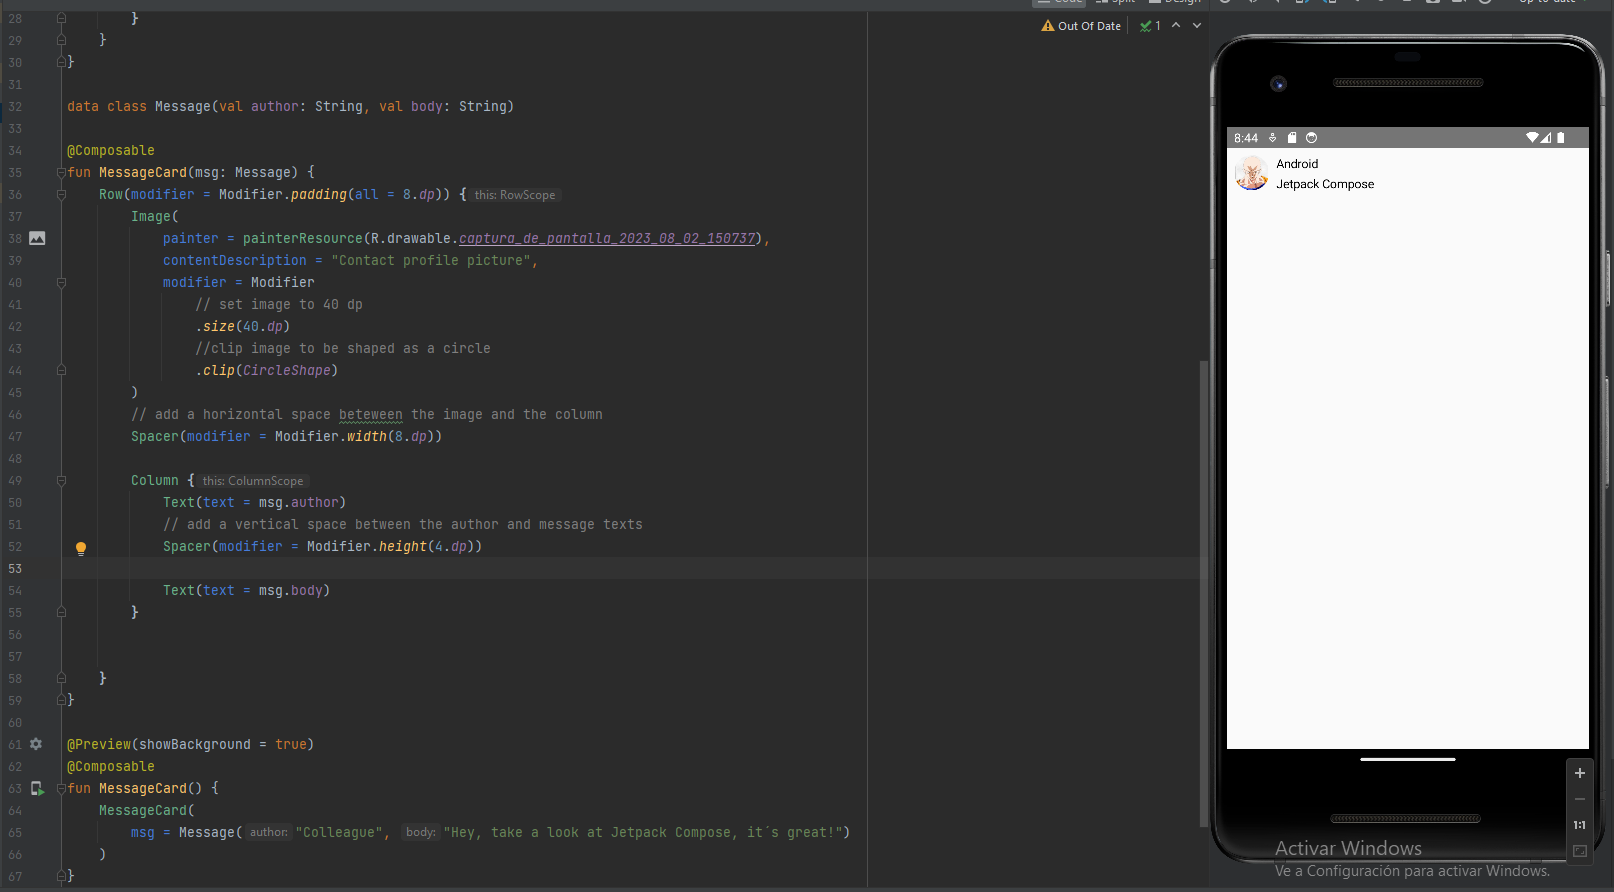 Code Split Design Up-to-date
28 }
Out Of Date 1
29 }
30 }
31
32 data class Message(val author: String, val body: String)
33
34 @Composable
35 fun MessageCard(msg: Message) {
36 Row(modifier = Modifier.padding(all = 8.dp)) { this: RowScope
37 Image(
38 painter = painterResource(R.drawable.captura_de_pantalla_2023_08_02_150737),
39 contentDescription = "Contact profile picture",
40 modifier = Modifier
41 // set image to 40 dp
42 .size(40.dp)
43 //clip image to be shaped as a circle
44 .clip(CircleShape)
45 )
46 // add a horizontal space beteween the image and the column
47 Spacer(modifier = Modifier.width(8.dp))
48
49 Column { this: ColumnScope
50 Text(text = msg.author)
51 // add a vertical space between the author and message texts
52 Spacer(modifier = Modifier.height(4.dp))
53
54 Text(text = msg.body)
55 }
56
57
58 }
59 }
60
61 @Preview(showBackground = true)
62 @Composable
63 fun MessageCard() {
64 MessageCard(
65 msg = Message( author: "Colleague", body: "Hey, take a look at Jetpack Compose, it´s great!")
66 )
67 }
8:44
Android
Jetpack Compose
+
−
1:1
Activar Windows
Ve a Configuración para activar Windows.